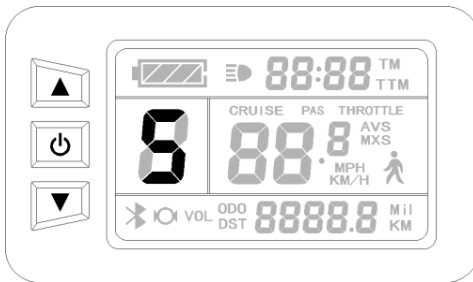 88:88 TM
TTM
CRUISE PAS THROTTLE
5 88.8 AVS
MXS
MPH
KM/H
VOL ODO 8888.8 Mil
DST KM